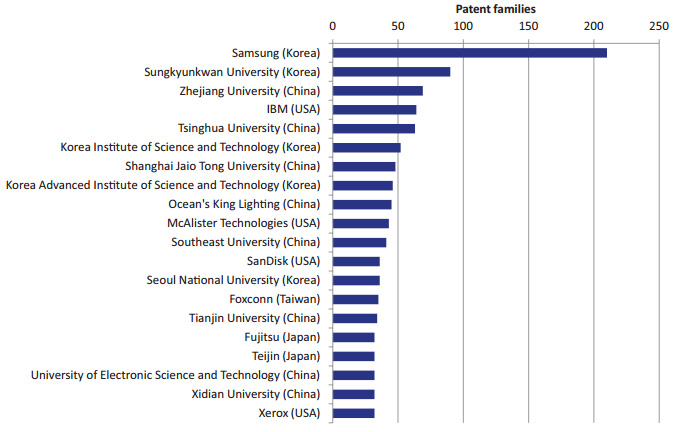 Patent families
0 50 100 150 200 250
Samsung (Korea)
Sungkyunkwan University (Korea)
Zhejiang University (China)
IBM (USA)
Tsinghua University (China)
Korea Institute of Science and Technology (Korea)
Shanghai Jaio Tong University (China)
Korea Advanced Institute of Science and Technology (Korea)
Ocean's King Lighting (China)
McAlister Technologies (USA)
Southeast University (China)
SanDisk (USA)
Seoul National University (Korea)
Foxconn (Taiwan)
Tianjin University (China)
Fujitsu (Japan)
Teijin (Japan)
University of Electronic Science and Technology (China)
Xidian University (China)
Xerox (USA)